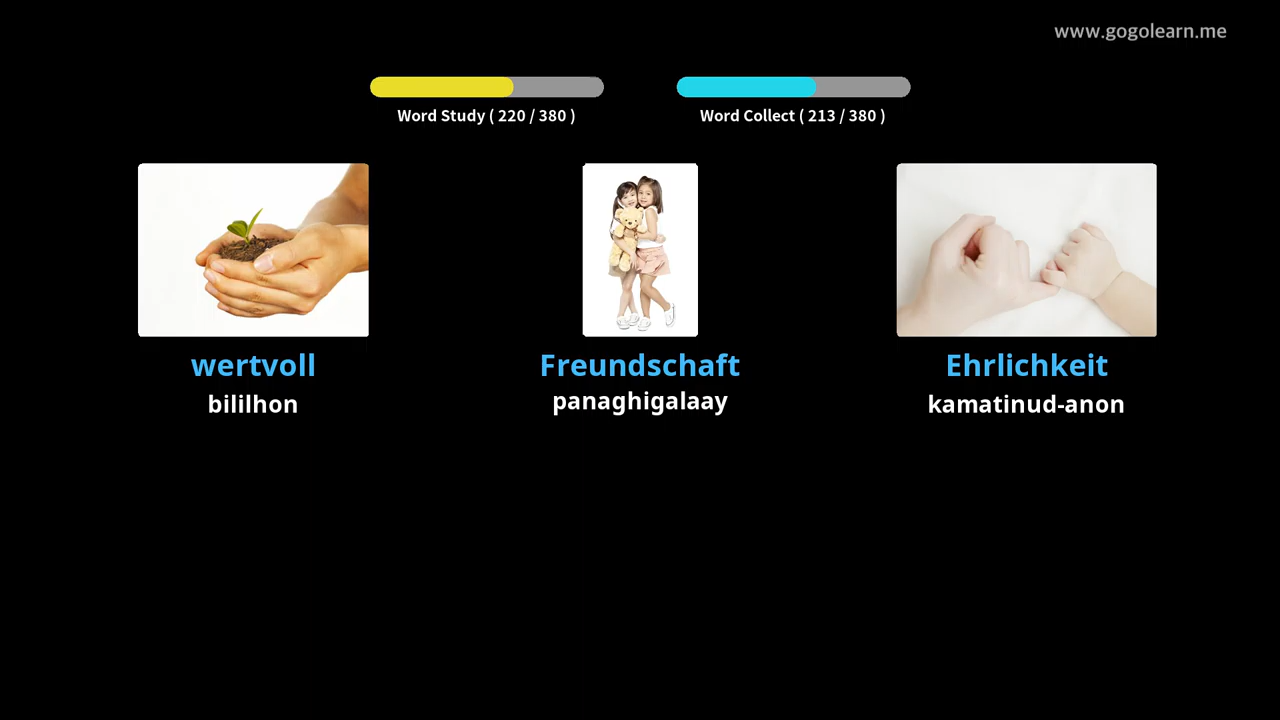 www.gogolearn.me
Word Study ( 220 / 380 )
Word Collect ( 213 / 380 )
wertvoll
bililhon
Freundschaft
panaghigalaay
Ehrlichkeit
kamatinud-anon